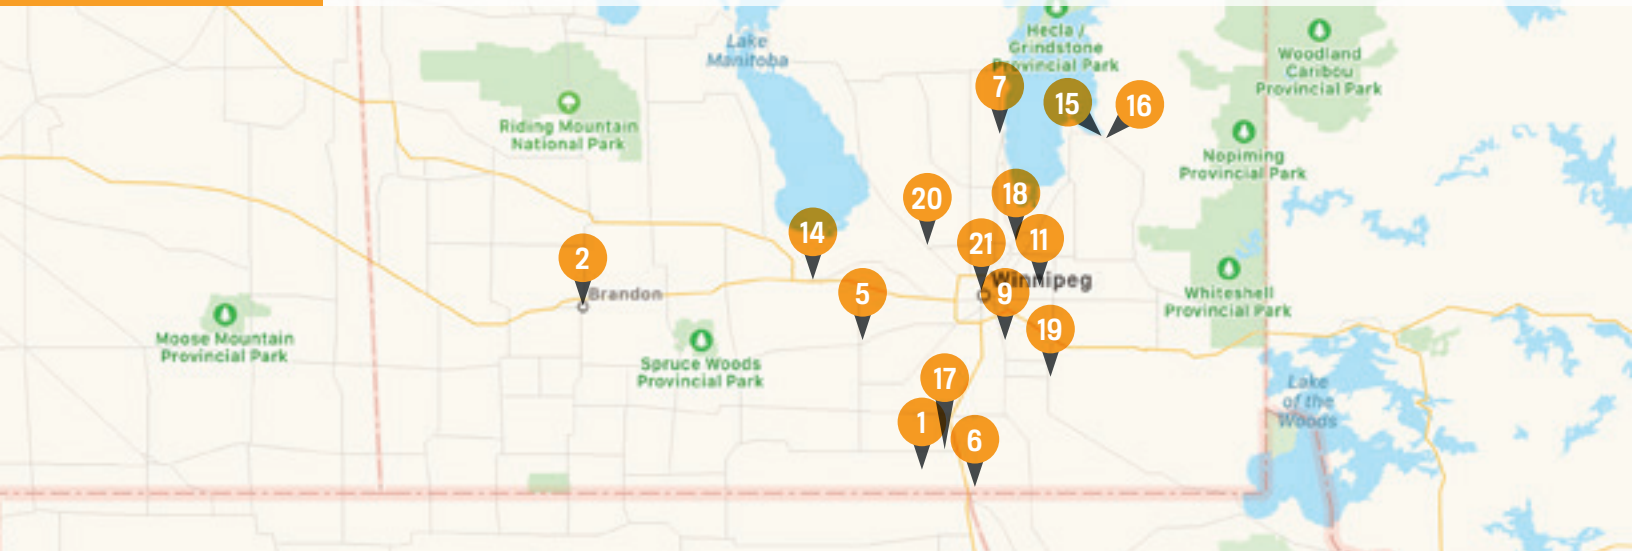 Hecla /
Grindstone
Provincial Park
Lake
Manitoba
Woodland
Caribou
Provincial Park
7
15
16
Riding Mountain
National Park
Nopiming
Provincial Park
20
18
14
21
11
2
Winnipeg
Brandon
5
9
Whiteshell
Provincial Park
19
Moose Mountain
Provincial Park
Spruce Woods
Provincial Park
17
Lake
of the
Woods
1
6